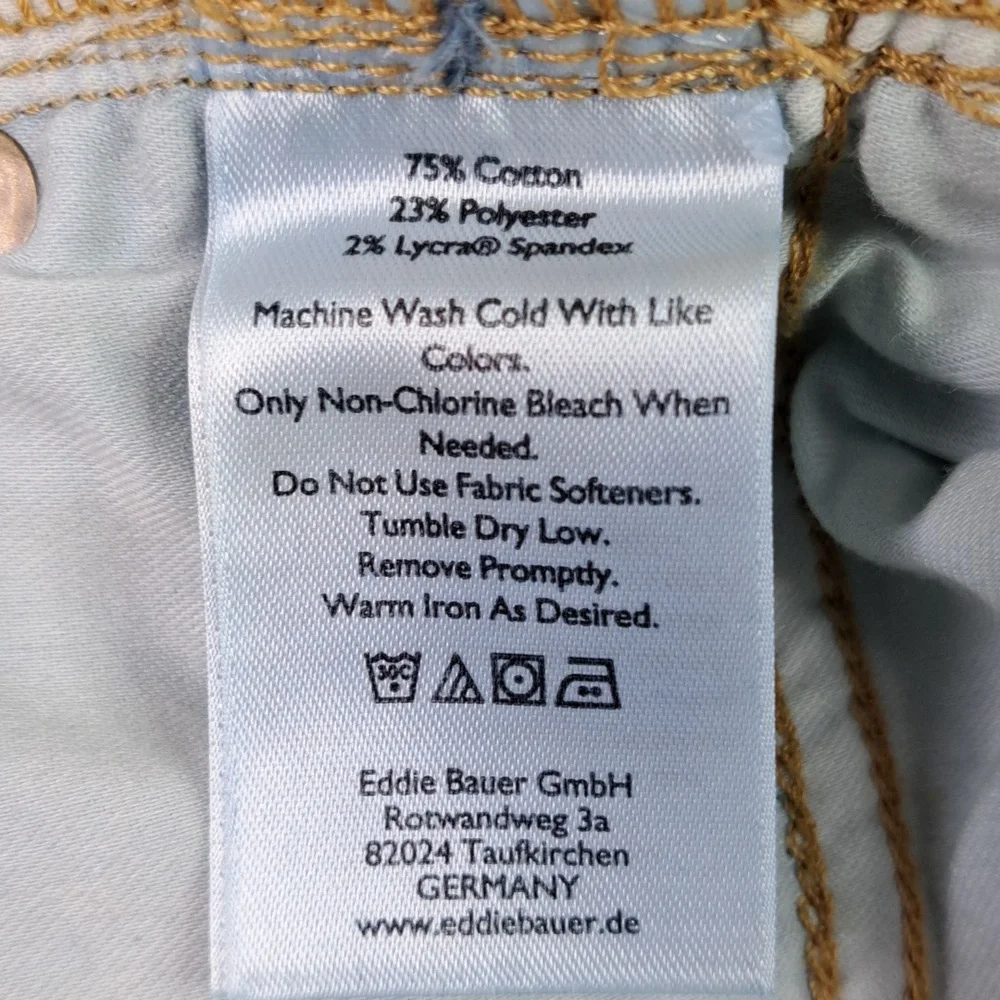 75% Cotton
23% Polyester
2% Lycra® Spandex
Machine Wash Cold With Like
Colors.
Only Non-Chlorine Bleach When
Needed.
Do Not Use Fabric Softeners.
Tumble Dry Low.
Remove Promptly.
Warm Iron As Desired.
30C
Eddie Bauer GmbH
Rotwandweg 3a
82024 Taufkirchen
GERMANY
www.eddiebauer.de